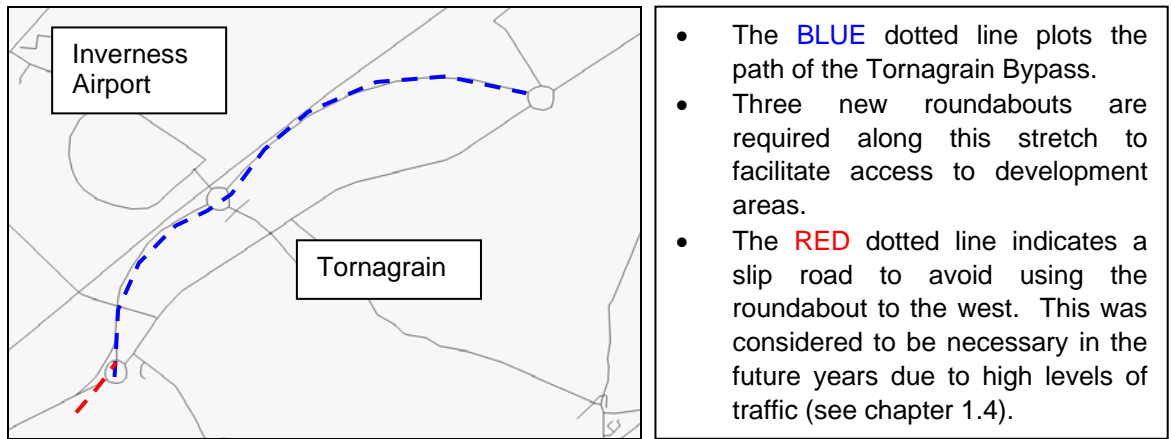 Inverness
Airport
Tornagrain
• The BLUE dotted line plots the
path of the Tornagrain Bypass.
• Three new roundabouts are
required along this stretch to
facilitate access to development
areas.
• The RED dotted line indicates a
slip road to avoid using the
roundabout to the west. This was
considered to be necessary in the
future years due to high levels of
traffic (see chapter 1.4).